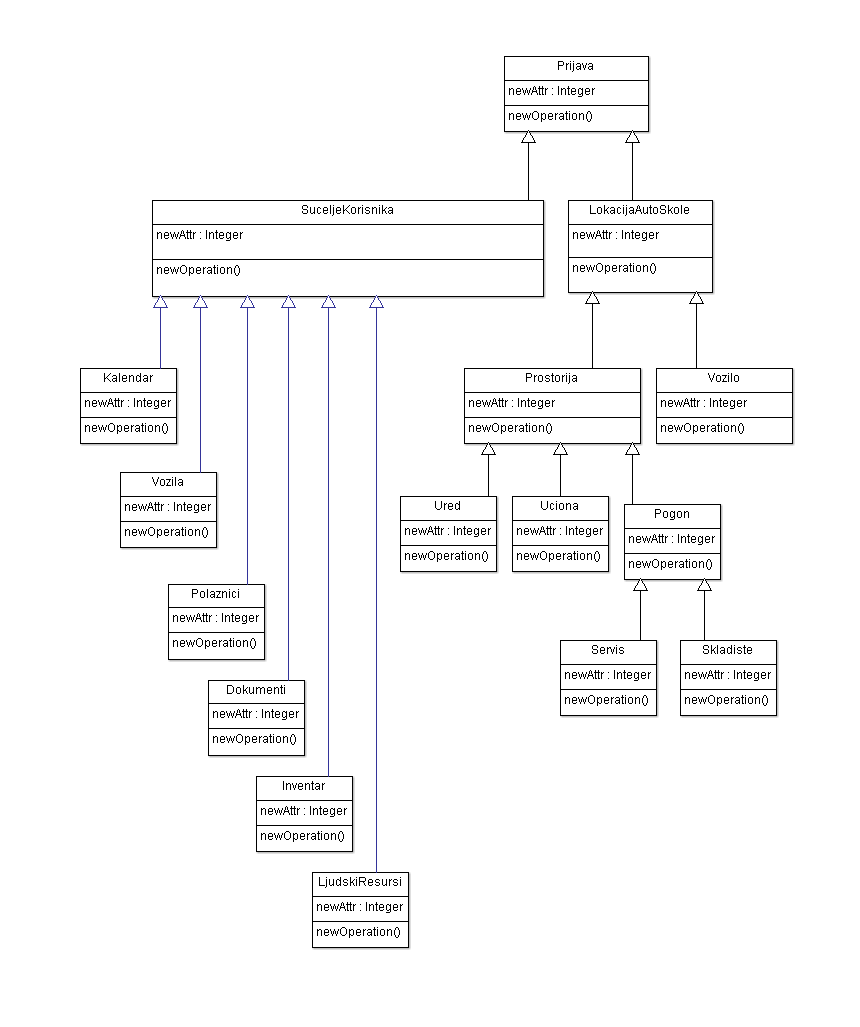 Prijava
newAttr : Integer
newOperation()
SuceljeKorisnika
newAttr : Integer
newOperation()
LokacijaAutoSkole
newAttr : Integer
newOperation()
Kalendar
newAttr : Integer
newOperation()
Prostorija
newAttr : Integer
newOperation()
Vozilo
newAttr : Integer
newOperation()
Vozila
newAttr : Integer
newOperation()
Ured
newAttr : Integer
newOperation()
Uciona
newAttr : Integer
newOperation()
Pogon
newAttr : Integer
newOperation()
Polaznici
newAttr : Integer
newOperation()
Servis
newAttr : Integer
newOperation()
Skladiste
newAttr : Integer
newOperation()
Dokumenti
newAttr : Integer
newOperation()
Inventar
newAttr : Integer
newOperation()
LjudskiResursi
newAttr : Integer
newOperation()